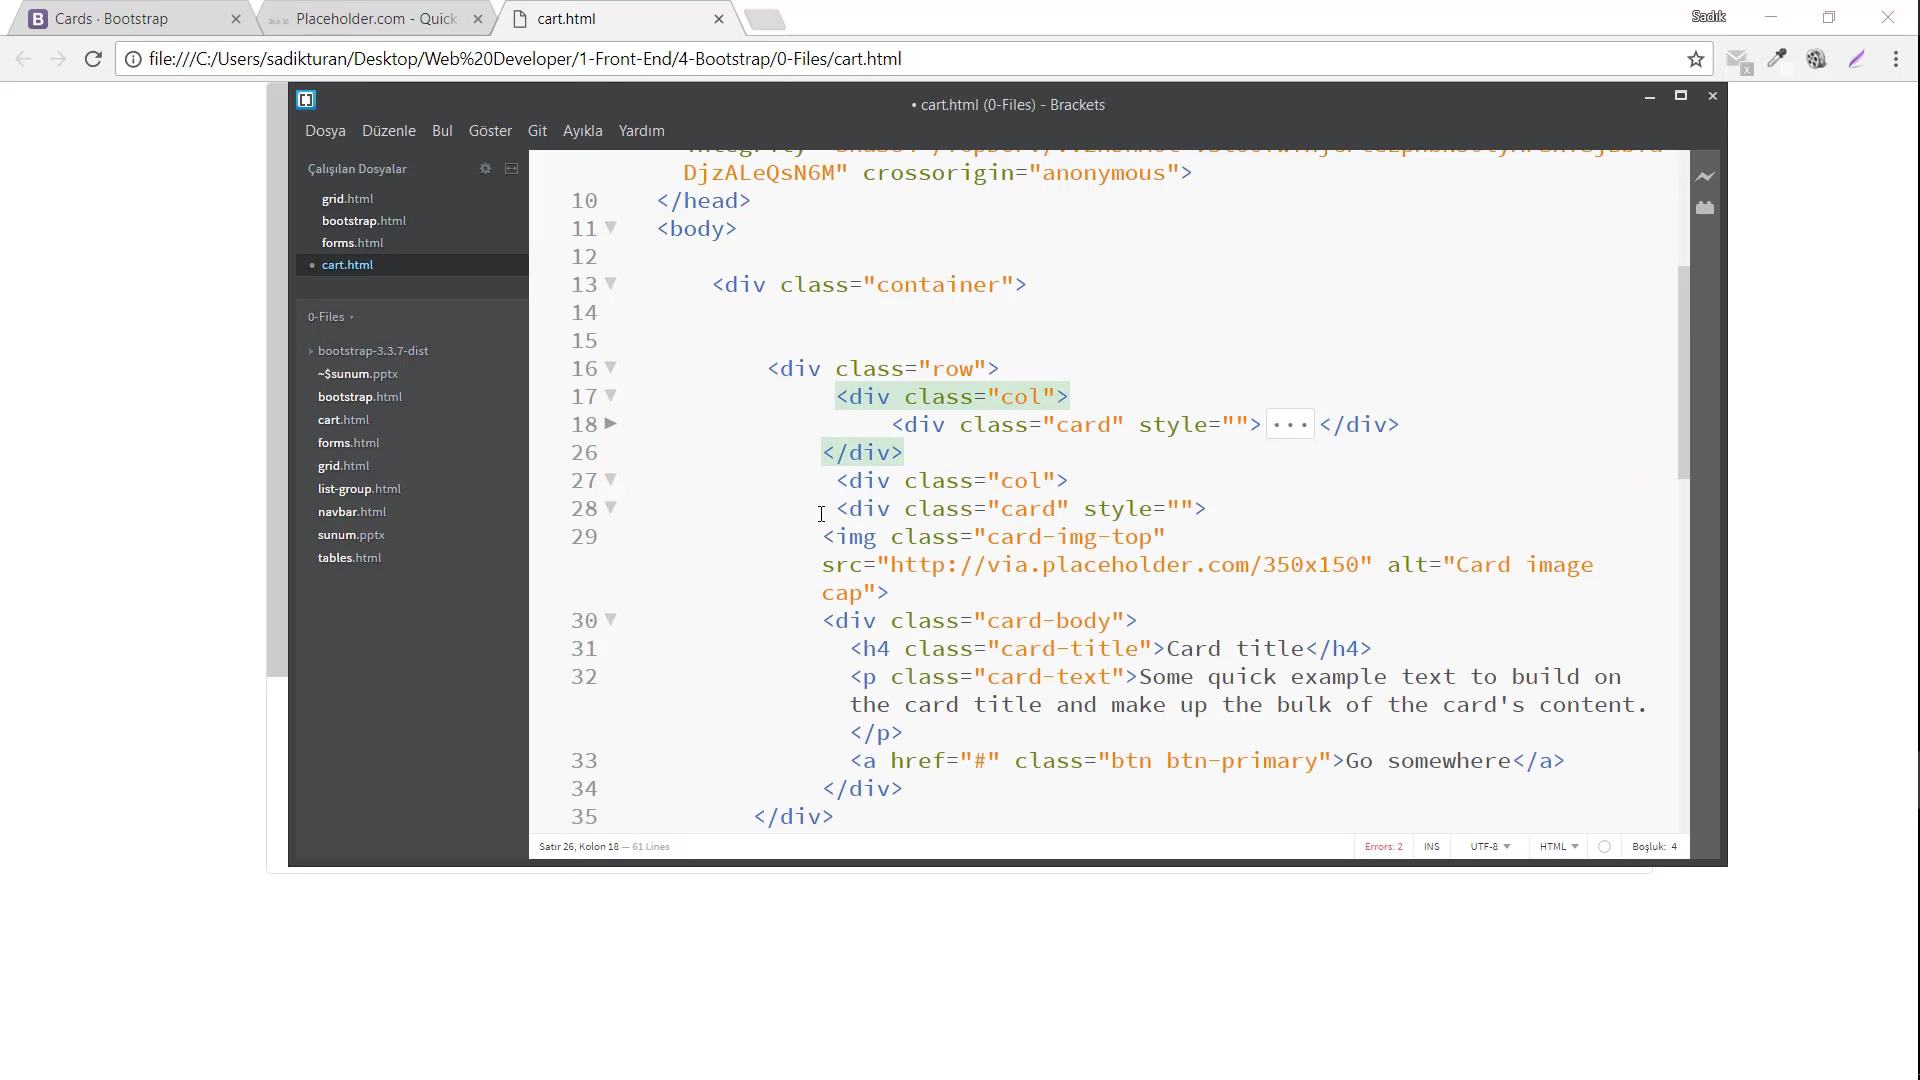 Cards · Bootstrap
Placeholder.com - Quick
cart.html
Sadık
file:///C:/Users/sadikturan/Desktop/Web%20Developer/1-Front-End/4-Bootstrap/0-Files/cart.html
• cart.html (0-Files) - Brackets
Dosya Düzenle Bul Göster Git Ayıkla Yardım
Çalışılan Dosyalar
grid.html
bootstrap.html
forms.html
• cart.html
0-Files
bootstrap-3.3.7-dist
~$sunum.pptx
bootstrap.html
cart.html
forms.html
grid.html
list-group.html
navbar.html
sunum.pptx
tables.html
DjzALeQsN6M" crossorigin="anonymous">
10 </head>
11 <body>
12
13 <div class="container">
14
15
16 <div class="row">
17 <div class="col">
18 <div class="card" style="">...</div>
26 </div>
27 <div class="col">
28 <div class="card" style="">
29 <img class="card-img-top"
src="http://via.placeholder.com/350x150" alt="Card image
cap">
30 <div class="card-body">
31 <h4 class="card-title">Card title</h4>
32 <p class="card-text">Some quick example text to build on
the card title and make up the bulk of the card's content.
</p>
33 <a href="#" class="btn btn-primary">Go somewhere</a>
34 </div>
35 </div>
Satır 26, Kolon 18 — 61 Lines
Errors: 2 INS UTF-8 HTML Boşluk: 4